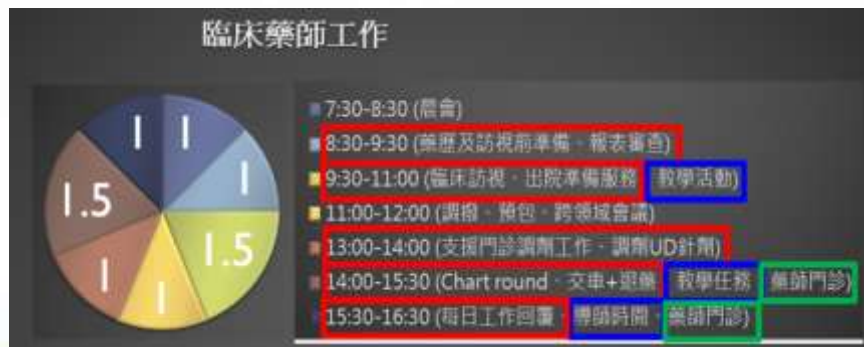 臨床藥師工作
1 1
1
1.5
1
1
1.5
7:30-8:30 (晨會)
8:30-9:30 (藥歷及訪視前準備、報表審查)
9:30-11:00 (臨床訪視、出院準備服務、教學活動)
11:00-12:00 (調撥、預包、跨領域會議)
13:00-14:00 (支援門診調劑工作、調劑UD針劑)
14:00-15:30 (Chart round、交車+退藥、教學任務、藥師門診)
15:30-16:30 (每日工作回覆、導師時間、藥師門診)